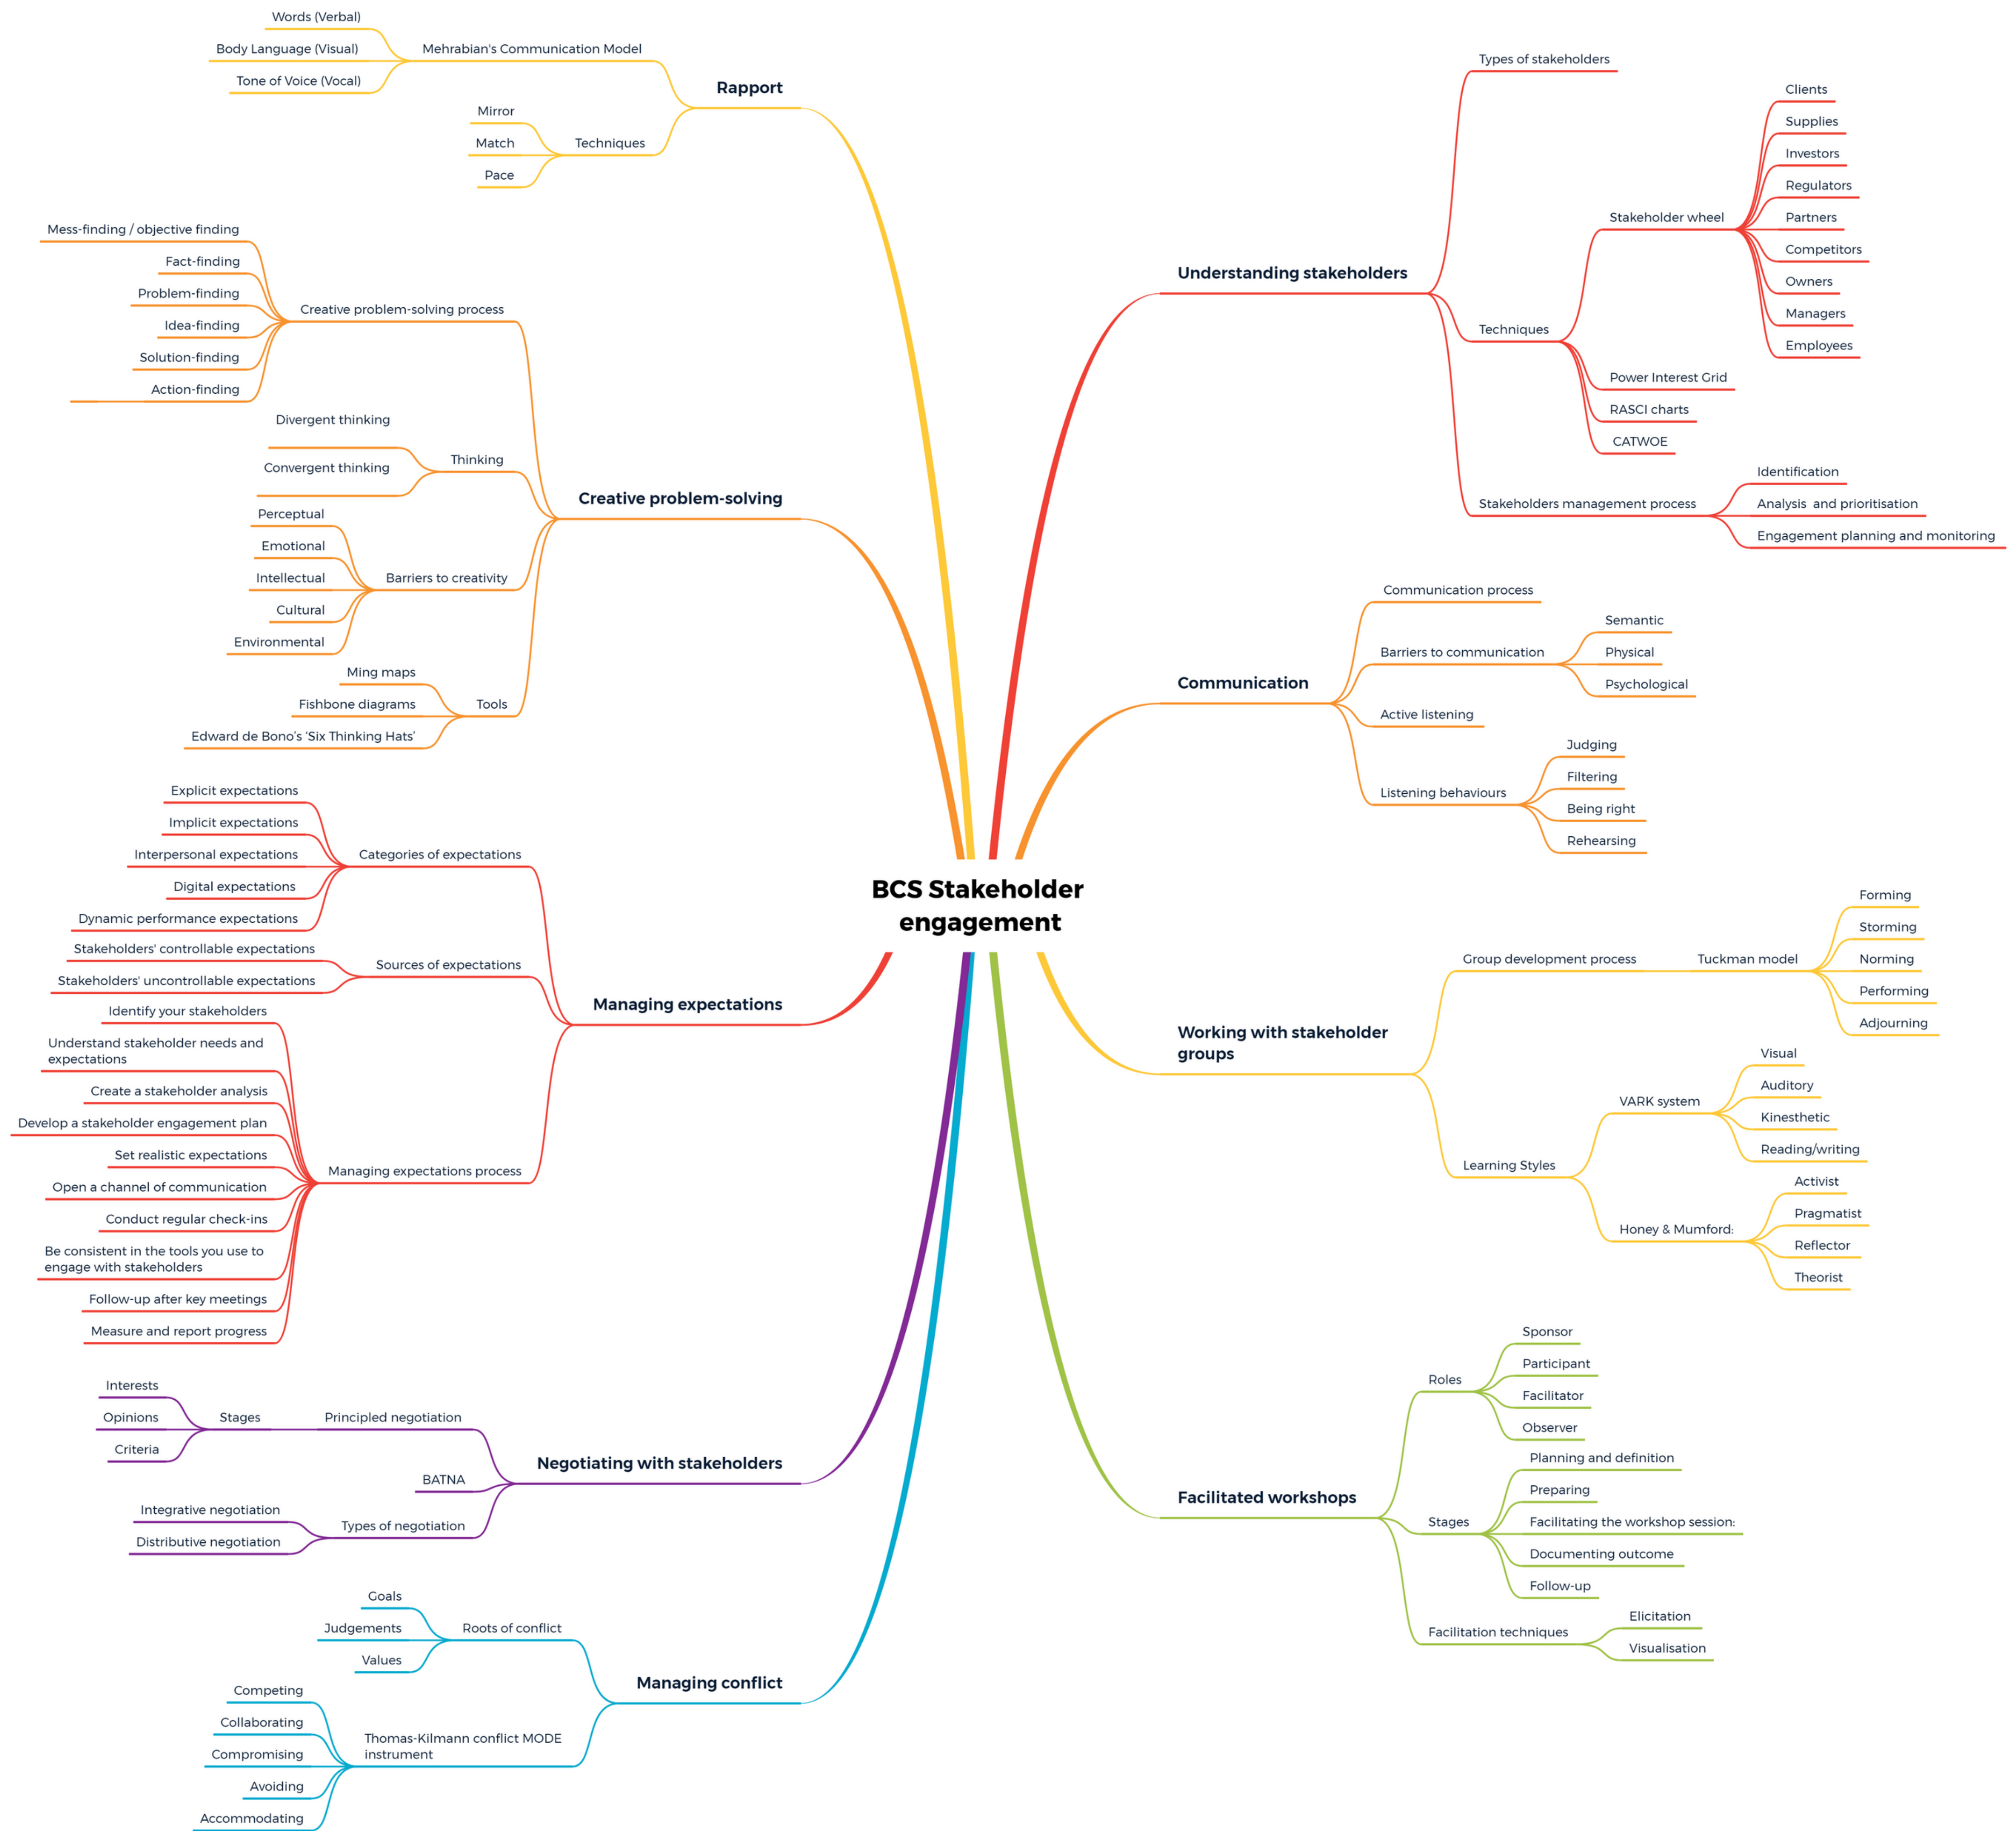 BCS Stakeholder
engagement
Rapport
Mehrabian's Communication Model
Words (Verbal)
Body Language (Visual)
Tone of Voice (Vocal)
Techniques
Mirror
Match
Pace
Creative problem-solving
Creative problem-solving process
Mess-finding / objective finding
Fact-finding
Problem-finding
Idea-finding
Solution-finding
Action-finding
Thinking
Divergent thinking
Convergent thinking
Barriers to creativity
Perceptual
Emotional
Intellectual
Cultural
Environmental
Tools
Ming maps
Fishbone diagrams
Edward de Bono's ‘Six Thinking Hats’
Managing expectations
Categories of expectations
Explicit expectations
Implicit expectations
Interpersonal expectations
Digital expectations
Dynamic performance expectations
Sources of expectations
Stakeholders' controllable expectations
Stakeholders' uncontrollable expectations
Managing expectations process
Identify your stakeholders
Understand stakeholder needs and
expectations
Create a stakeholder analysis
Develop a stakeholder engagement plan
Set realistic expectations
Open a channel of communication
Conduct regular check-ins
Be consistent in the tools you use to
engage with stakeholders
Follow-up after key meetings
Measure and report progress
Negotiating with stakeholders
Principled negotiation
Stages
Interests
Opinions
Criteria
BATNA
Types of negotiation
Integrative negotiation
Distributive negotiation
Managing conflict
Roots of conflict
Goals
Judgements
Values
Thomas-Kilmann conflict MODE
instrument
Competing
Collaborating
Compromising
Avoiding
Accommodating
Understanding stakeholders
Types of stakeholders
Techniques
Stakeholder wheel
Clients
Supplies
Investors
Regulators
Partners
Competitors
Owners
Managers
Employees
Power Interest Grid
RASCI charts
CATWOE
Stakeholders management process
Identification
Analysis and prioritisation
Engagement planning and monitoring
Communication
Communication process
Barriers to communication
Semantic
Physical
Psychological
Active listening
Listening behaviours
Judging
Filtering
Being right
Rehearsing
Working with stakeholder
groups
Group development process
Tuckman model
Forming
Storming
Norming
Performing
Adjourning
Learning Styles
VARK system
Visual
Auditory
Kinesthetic
Reading/writing
Honey & Mumford:
Activist
Pragmatist
Reflector
Theorist
Facilitated workshops
Roles
Sponsor
Participant
Facilitator
Observer
Stages
Planning and definition
Preparing
Facilitating the workshop session:
Documenting outcome
Follow-up
Facilitation techniques
Elicitation
Visualisation